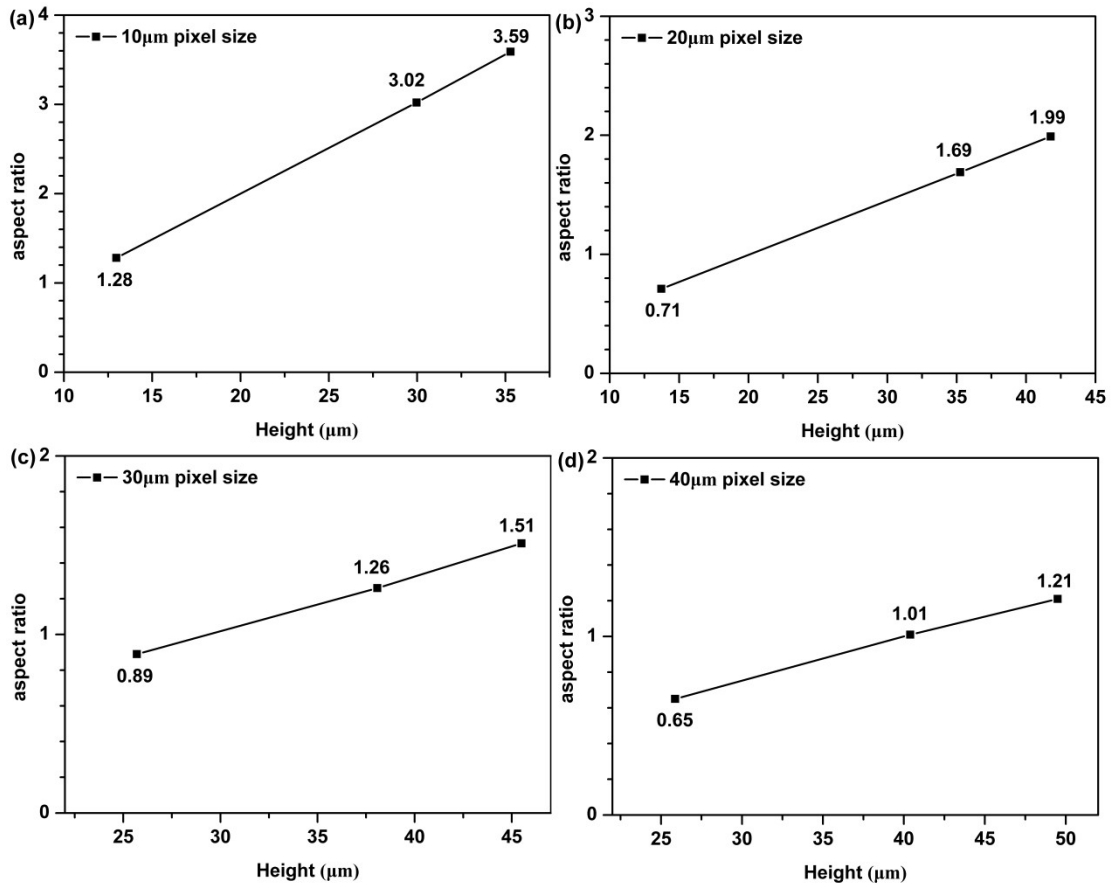 (a)
10μm pixel size
4
3
2
1
0
aspect ratio
1.28
3.02
3.59
10 15 20 25 30 35
Height (μm)
(b)
20μm pixel size
3
2
1
0
aspect ratio
0.71
1.69
1.99
10 15 20 25 30 35 40 45
Height (μm)
(c)
30μm pixel size
2
1
0
aspect ratio
0.89
1.26
1.51
25 30 35 40 45
Height (μm)
(d)
40μm pixel size
2
1
0
aspect ratio
0.65
1.01
1.21
25 30 35 40 45 50
Height (μm)